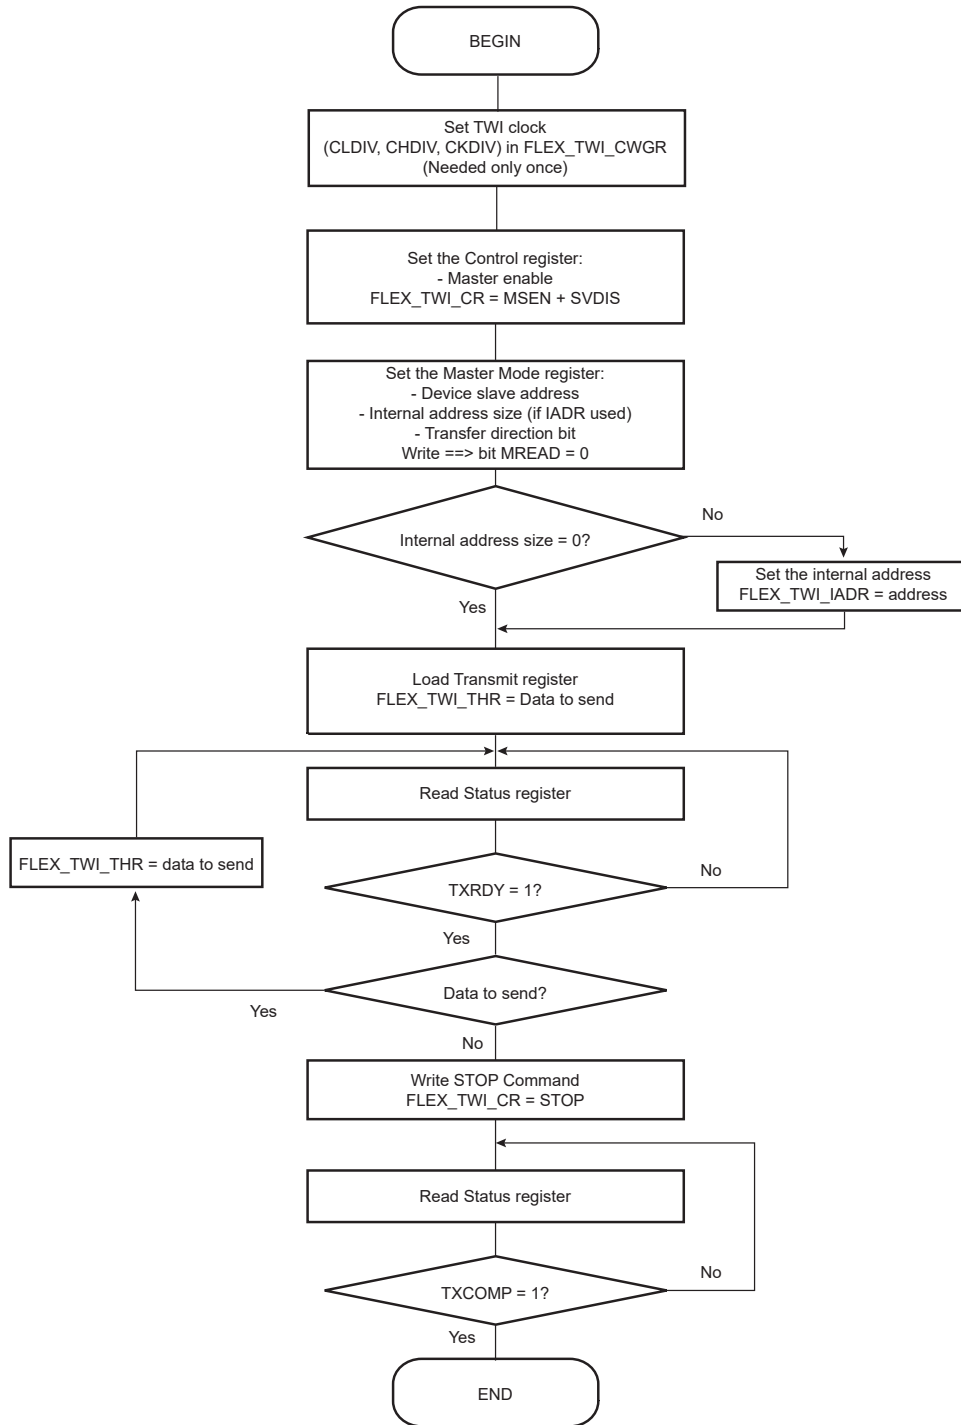 BEGIN
Set TWI clock
(CLDIV, CHDIV, CKDIV) in FLEX_TWI_CWGR
(Needed only once)
Set the Control register:
- Master enable
FLEX_TWI_CR = MSEN + SVDIS
Set the Master Mode register:
- Device slave address
- Internal address size (if IADR used)
- Transfer direction bit
Write ==> bit MREAD = 0
No
Internal address size = 0?
Set the internal address
FLEX_TWI_IADR = address
Yes
Load Transmit register
FLEX_TWI_THR = Data to send
Read Status register
FLEX_TWI_THR = data to send
No
TXRDY = 1?
Yes
Data to send?
Yes
No
Write STOP Command
FLEX_TWI_CR = STOP
Read Status register
No
TXCOMP = 1?
Yes
END